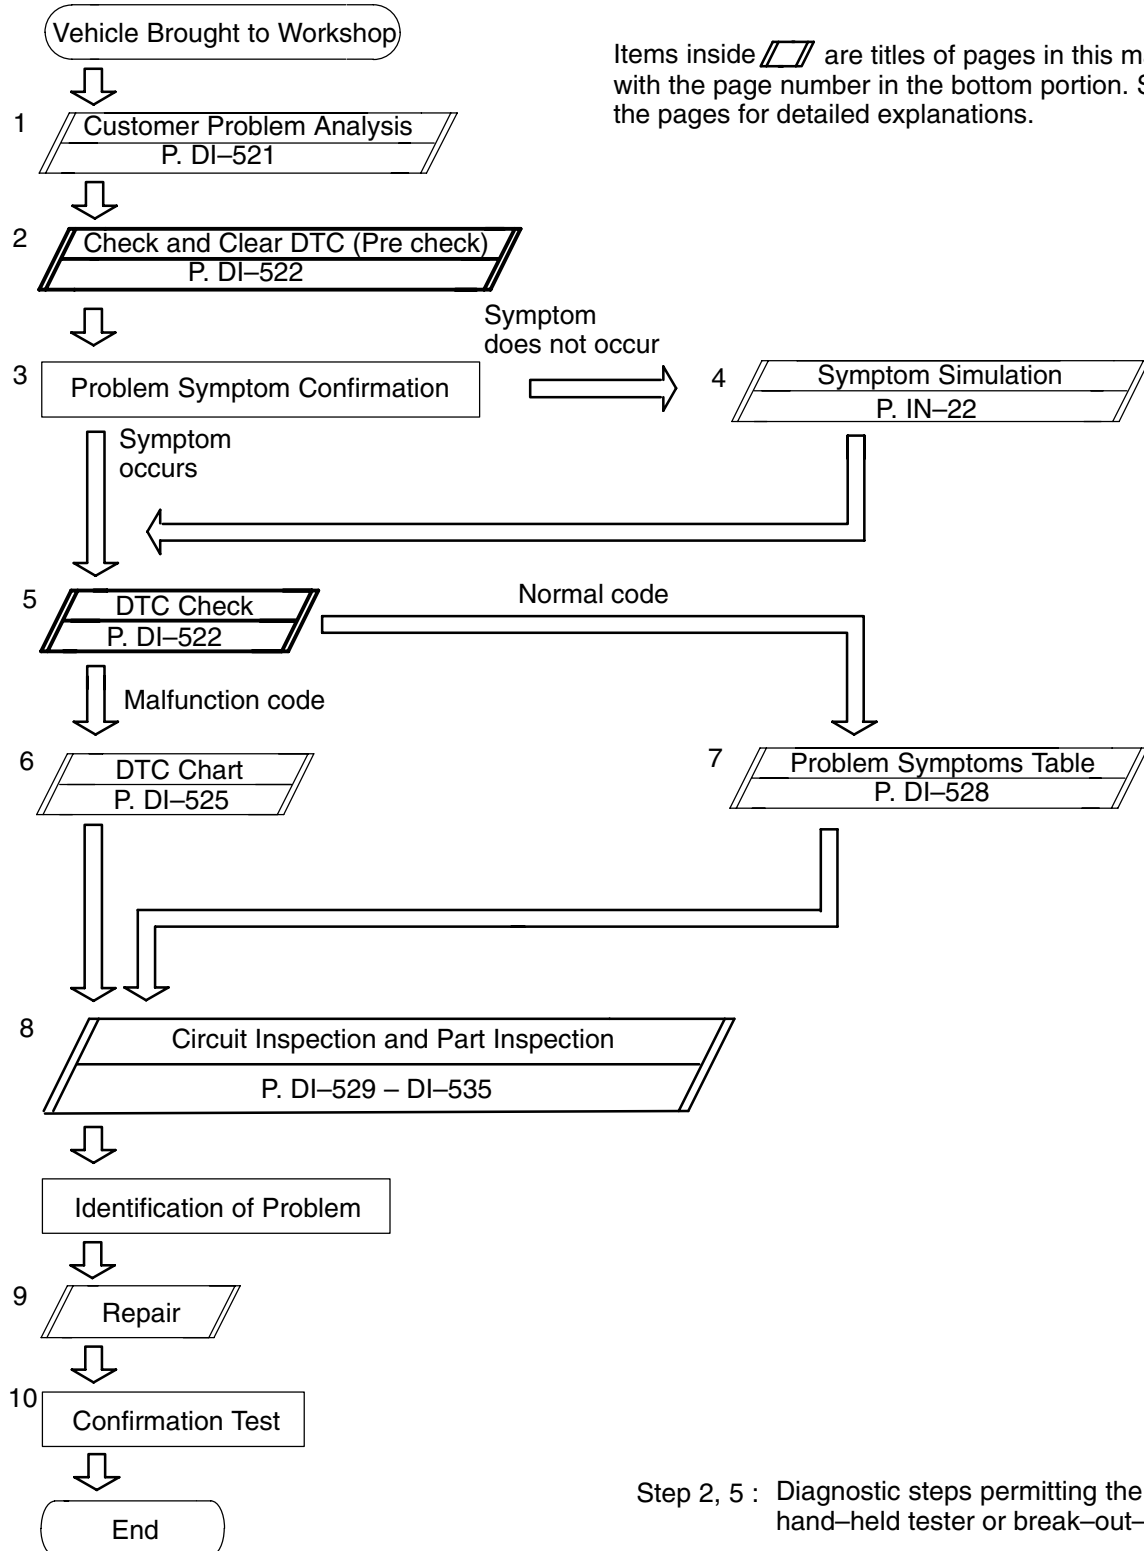 Vehicle Brought to Workshop
Items inside are titles of pages in this
with the page number in the bottom portion.
the pages for detailed explanations.
1
Customer Problem Analysis
P. DI–521
2
Check and Clear DTC (Pre check)
P. DI–522
3
Problem Symptom Confirmation
Symptom
does not occur
4
Symptom Simulation
P. IN–22
Symptom
occurs
5
DTC Check
P. DI–522
Normal code
Malfunction code
6
DTC Chart
P. DI–525
7
Problem Symptoms Table
P. DI–528
8
Circuit Inspection and Part Inspection
P. DI–529 – DI–535
Identification of Problem
9
Repair
10
Confirmation Test
End
Step 2, 5 : Diagnostic steps permitting the
hand–held tester or break–out–